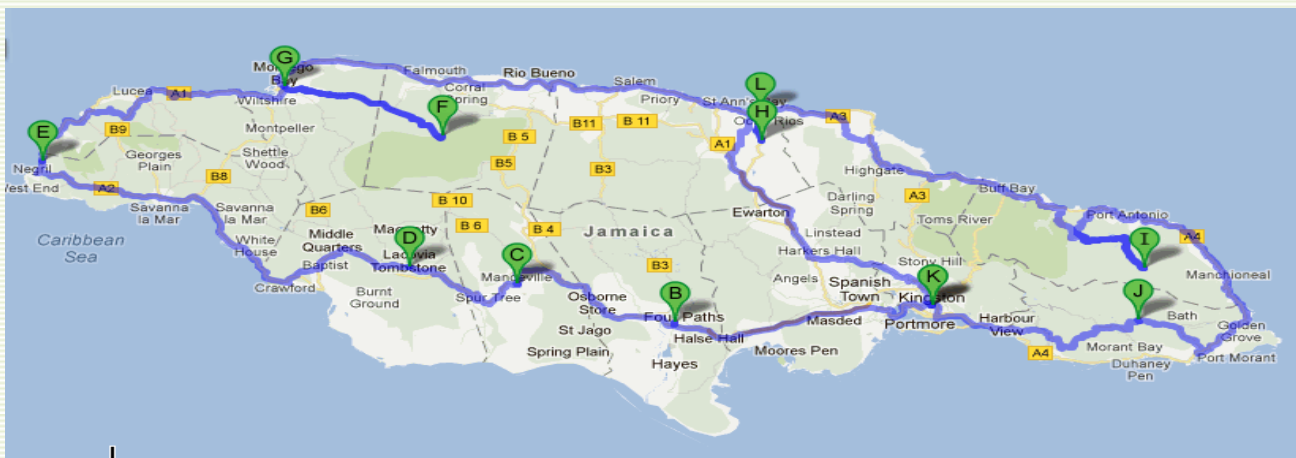 G
Montego
Bay
Falmouth
Rio Bueno
Salem
Priory
L
St Ann's Bay
H
Ocho Rios
Lucea
A1
Wiltshire
Corral
Spring
F
A3
B9
Montpeller
B 5
B11
B 11
A1
E
Georges
Plain
Shettle
Wood
B5
B3
Highgate
Negril
West End
A2
B8
B 10
Darling
Spring
A3
Buff Bay
Savanna
la Mar
Savanna
la Mar
B6
B 6
B 4
Ewarton
Toms River
Port Antonio
Caribbean
Sea
White
House
Middle
Quarters
Maggotty
D
Lacovia
Tombstone
Jamaica
Linstead
Harkers Hall
I
A4
Baptist
C
Mandeville
B3
Stony Hill
Manchioneal
Crawford
Burnt
Ground
Spur Tree
Osborne
Store
B
Angels
Spanish
Town
K
Kingston
J
Four Paths
Masded
Portmore
Harbour
View
Bath
Golden
Grove
St Jago
Halse Hall
Spring Plain
Moores Pen
A4
Morant Bay
Port Morant
Hayes
Duhaney
Pen